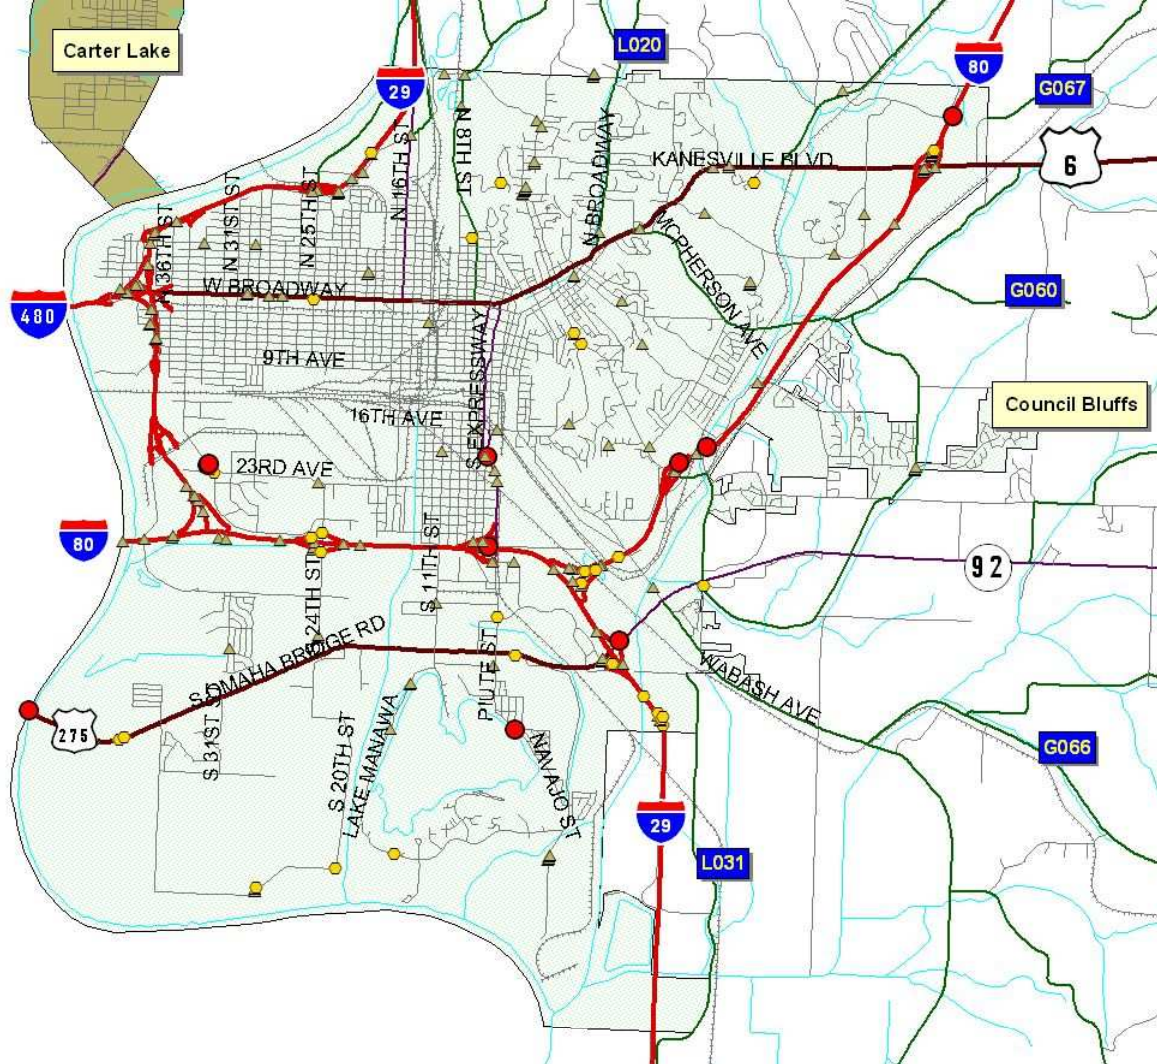 Carter Lake
L020
80
G067
29
N 16TH ST
N 8TH ST
N BROADWAY
KANESVILLE BLVD
6
N 36TH ST
N 31ST ST
N 25TH ST
MCPHERSON AVE
W BROADWAY
480
G060
9TH AVE
S EXPRESSWAY
Council Bluffs
16TH AVE
23RD AVE
80
S 11TH ST
92
S 24TH ST
S OMAHA BRIDGE RD
PIUTE ST
WABASH AVE
275
S 31ST ST
S 20TH ST
LAKE MANAWA
NAVAJO ST
G066
29
L031